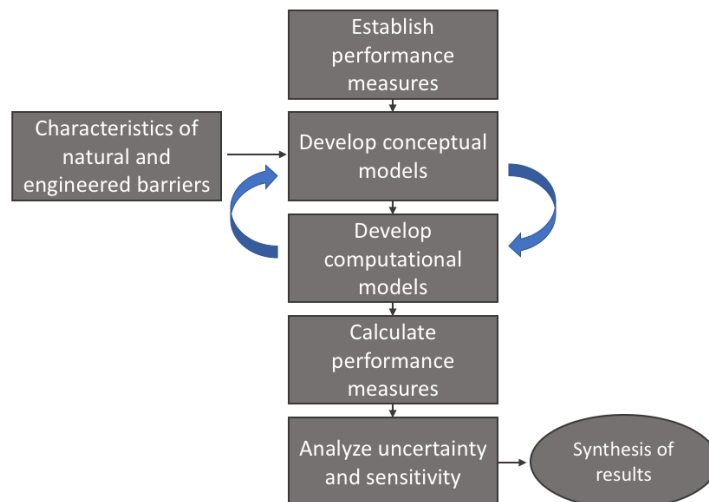 Establish
performance
measures
Characteristics of
natural and
engineered barriers
Develop conceptual
models
Develop
computational
models
Calculate
performance
measures
Analyze uncertainty
and sensitivity
Synthesis of
results